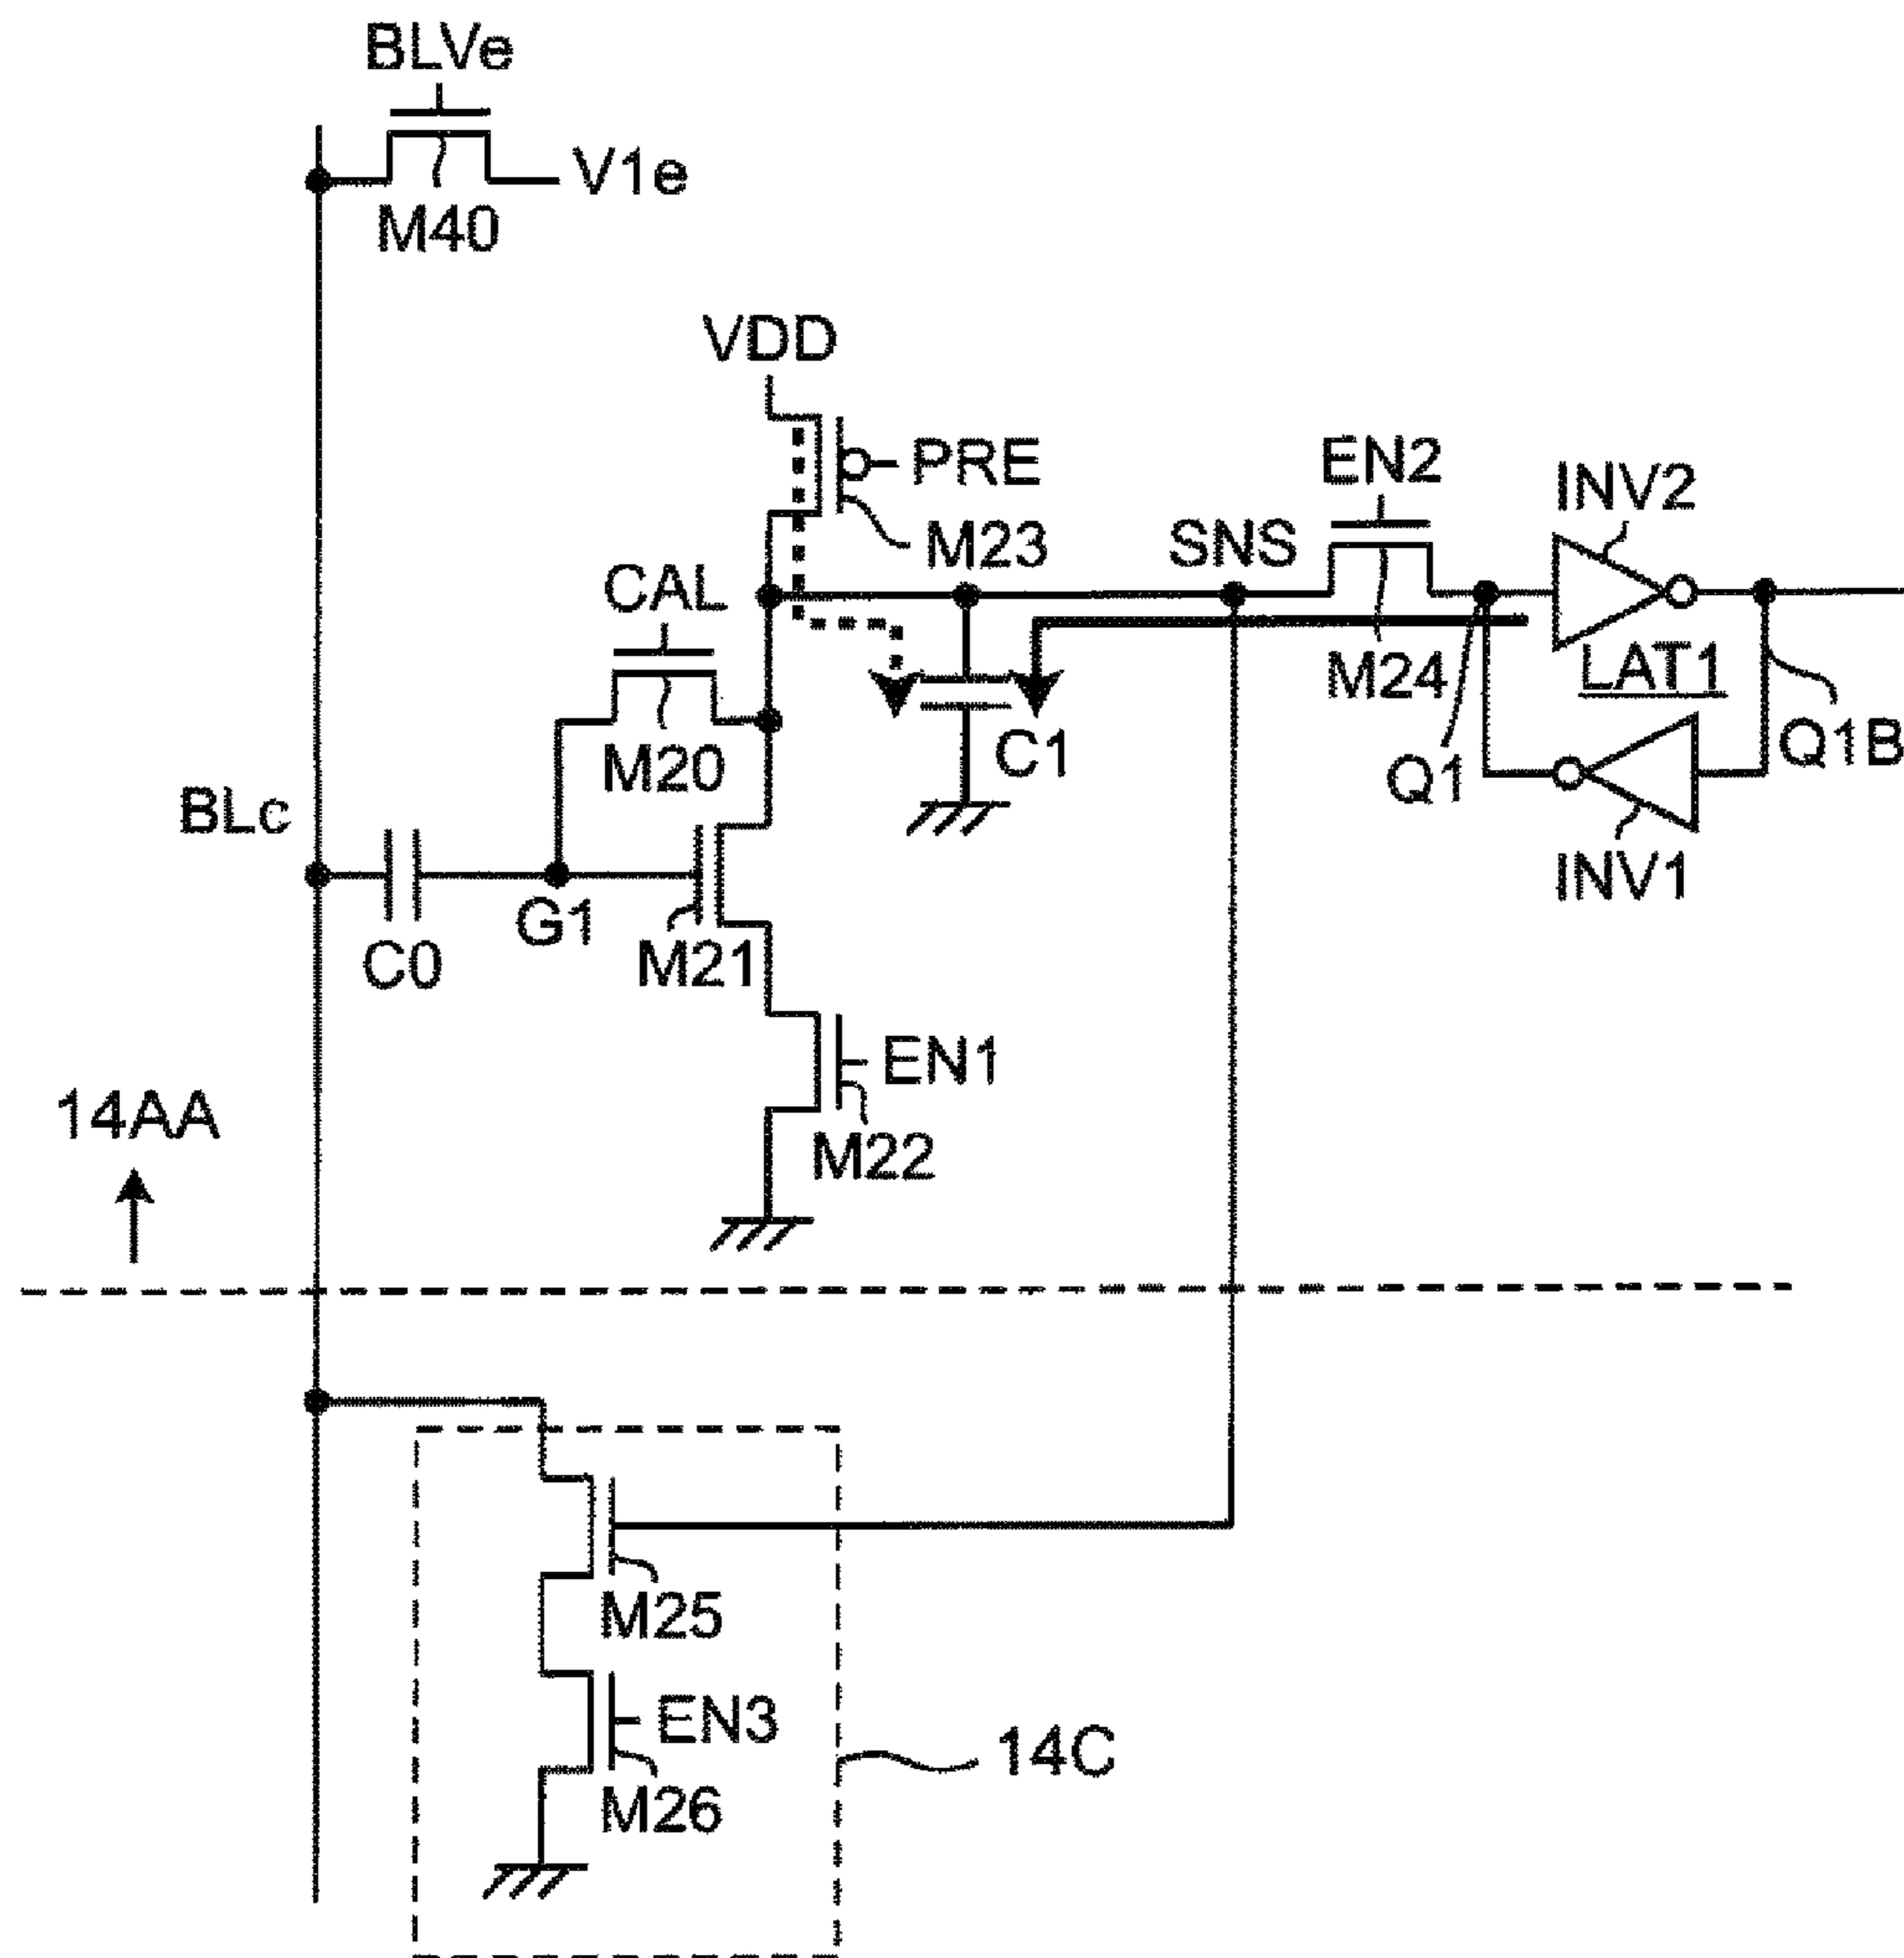 BLVe
V1e
M40
VDD
PRE
M23
EN2
INV2
SNS
CAL
M24
LAT1
M20
C1
Q1
Q1B
BLc
INV1
G1
C0
M21
EN1
14AA
M22
M25
EN3
14C
M26